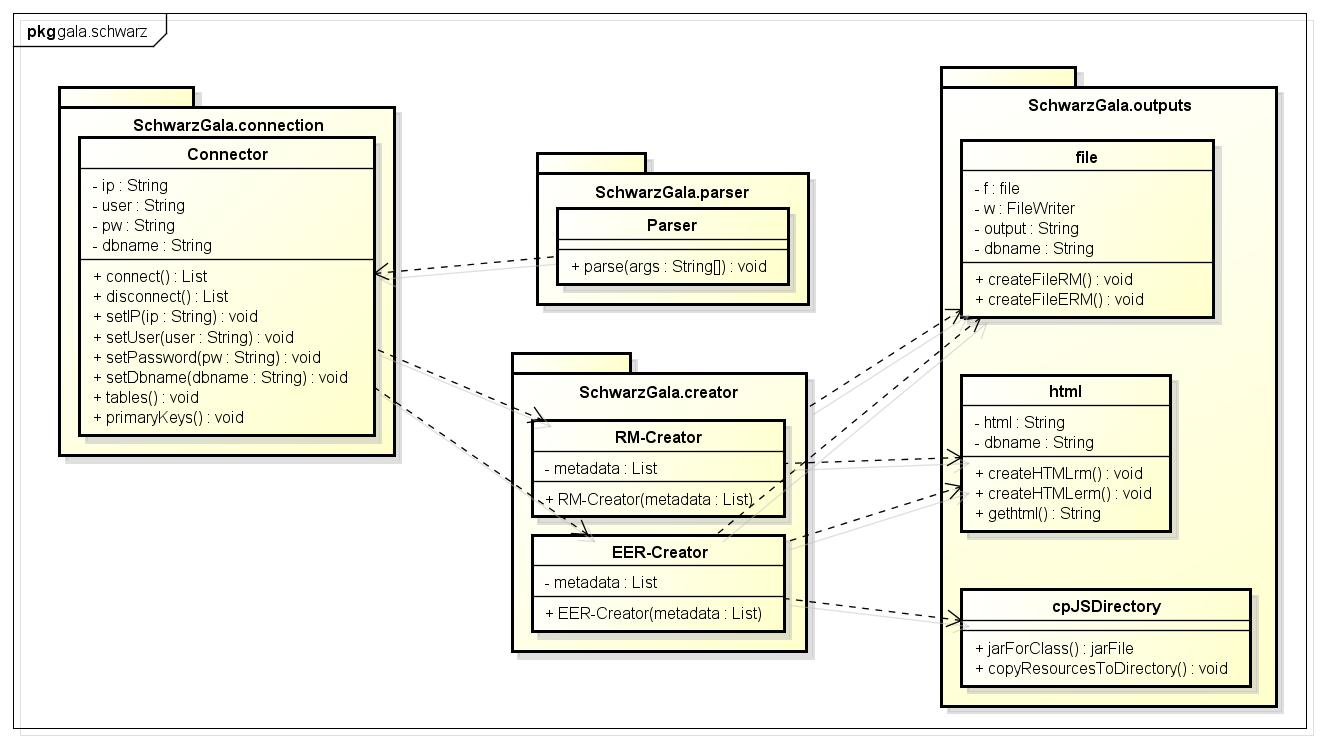 pkg gala.schwarz
SchwarzGala.connection
Connector
- ip : String
- user : String
- pw : String
- dbname : String
+ connect() : List
+ disconnect() : List
+ setIP(ip : String) : void
+ setUser(user : String) : void
+ setPassword(pw : String) : void
+ setDbname(dbname : String) : void
+ tables() : void
+ primaryKeys() : void
SchwarzGala.parser
Parser
+ parse(args : String[]) : void
SchwarzGala.creator
RM-Creator
- metadata : List
+ RM-Creator(metadata : List)
EER-Creator
- metadata : List
+ EER-Creator(metadata : List)
SchwarzGala.outputs
file
- f : file
- w : FileWriter
- output : String
- dbname : String
+ createFileRM() : void
+ createFileERM() : void
html
- html : String
- dbname : String
+ createHTMLrm() : void
+ createHTMLerm() : void
+ gethtml() : String
cpJSDirectory
+ jarForClass() : jarFile
+ copyResourcesToDirectory() : void